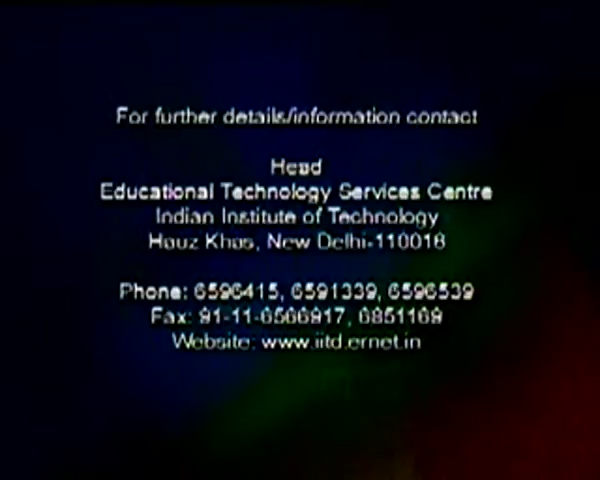 For further details/information contact
Head
Educational Technology Services Centre
Indian Institute of Technology
Hauz Khas, New Delhi-110016
Phone: 6596415, 6591339, 6596539
Fax: 91-11-6566917, 6851169
Website: www.iitd.ernet.in